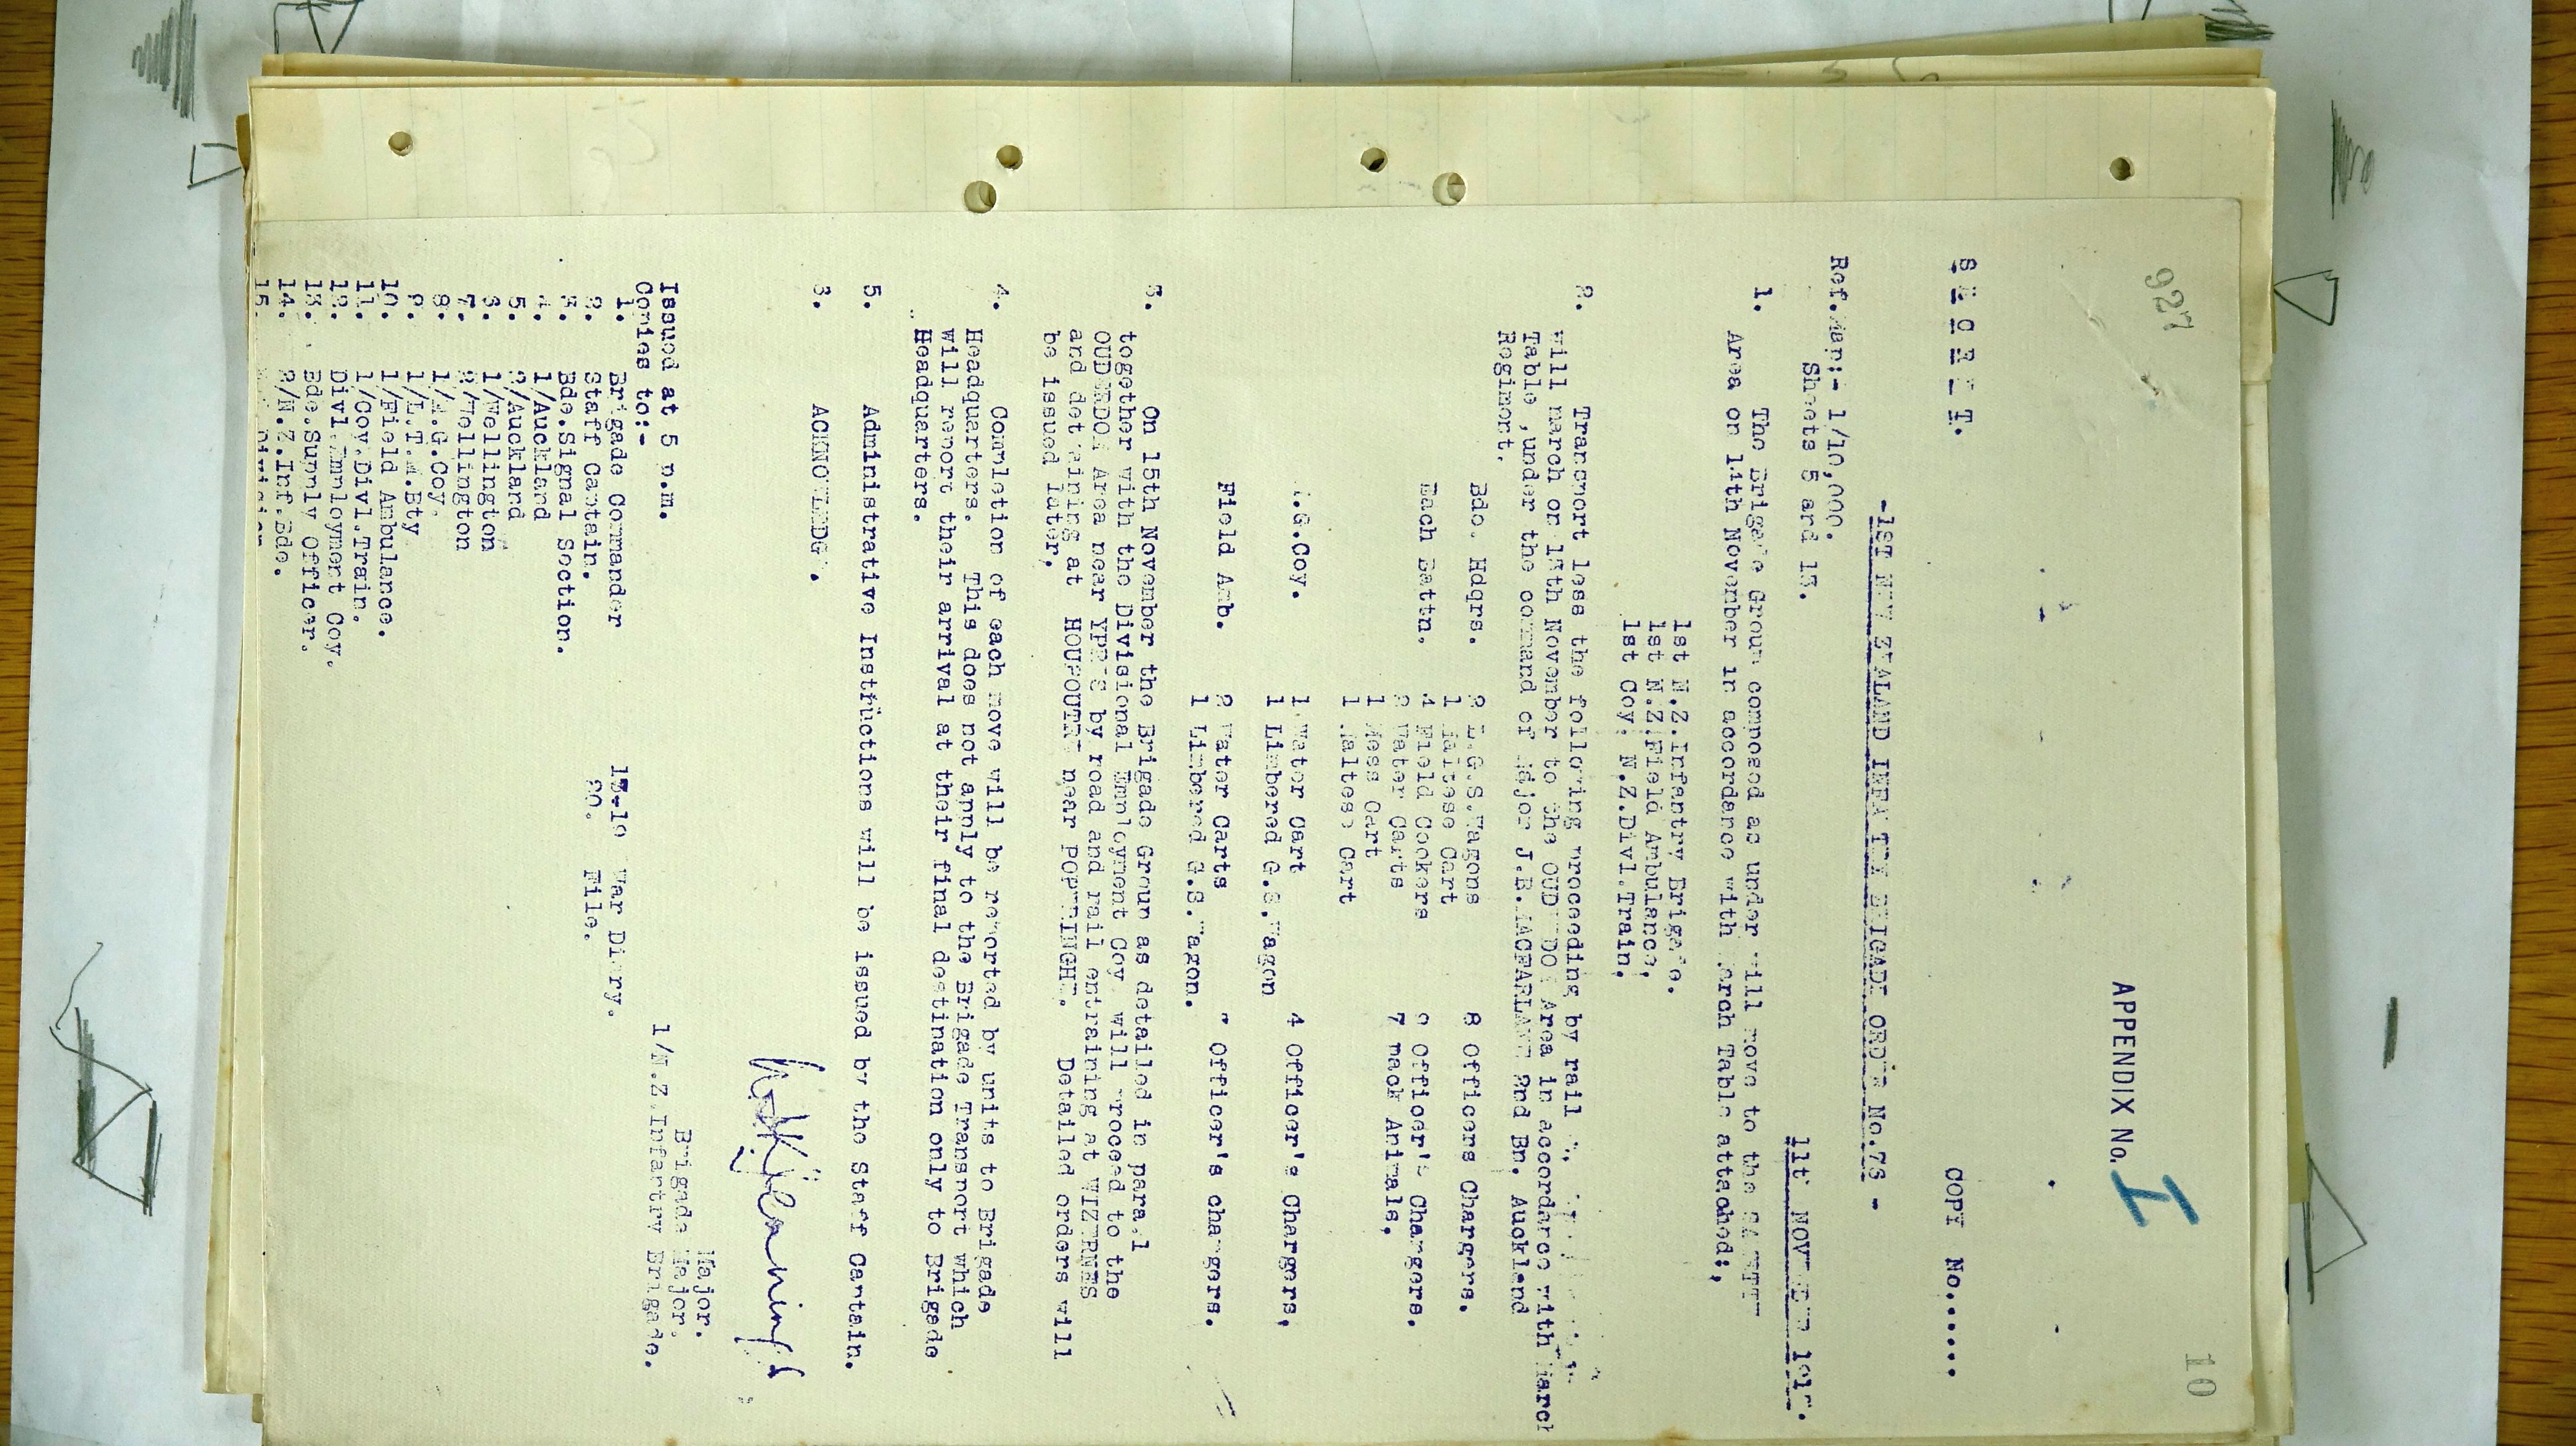 927
10
APPENDIX No. I
S E C R E T.
COPY No.......
-1ST NEW ZEALAND INFANTRY BRIGADE ORDER No.76 -
Ref.Map:- 1/10,000.
Sheets 5 and 13.
NOVEMBER 1917.
1. The Brigade Group composed as under will move to the
Area on 14th November in accordance with March Table attached:,
1st N.Z.Infantry Brigade.
1st N.Z.Field Ambulance,
1st Coy. N.Z.Divl.Train,
2. Transport less the following proceeding by rail
will march on 13th November to the OUDERDOM Area in accordance with March
Table ,under the command of Major J.B.MACFARLANE 2nd Bn. Auckland
Regiment.
Bde. Hdqrs. 2 L.G.S.Wagons 8 Officers Chargers.
1 Maltese Cart
Each Battn. 4 Field Cookers 9 Officer's Chargers.
2 Water Carts 7 Pack Animals,
1 Mess Cart
1 Maltese Cart
M.G.Coy. 1 Water Cart 4 Officer's Chargers,
1 Limbered G.S.Wagon
Field Amb. 2 Water Carts Officer's chargers.
1 Limbered G.S.Wagon.
3. On 15th November the Brigade Group as detailed in para.1
together with the Divisional Employment Coy. will proceed to the
OUDERDOM Area near YPRES by road and rail entraining at WIZERNES
and detraining at HOUPOUTRE near POPERINGHE. Detailed orders will
be issued later,
4. Completion of each move will be reported by units to Brigade
Headquarters. This does not apply to the Brigade Transport which
will report their arrival at their final destination only to Brigade
Headquarters.
5. Administrative Instructions will be issued by the Staff Captain.
6. ACKNOWLEDGE.
Major.
Brigade Major.
1/N.Z.Infantry Brigade.
Issued at 5 p.m.
Copies to:-
1. Brigade Commander
2. Staff Captain.
3. Bde.Signal Section.
4. 1/Auckland
5. 2/Auckland
6. 1/Wellington
7. 2/Wellington
8. 1/M.G.Coy.
9. 1/L.T.M.Bty
10. 1/Field Ambulance.
11. 1/Coy.Divl.Train.
12. Divl.Employment Coy.
13. Bde.Supply Officer.
14. 2/N.Z.Inf.Bde.
15. Division
18-19 War Diary.
20. File.